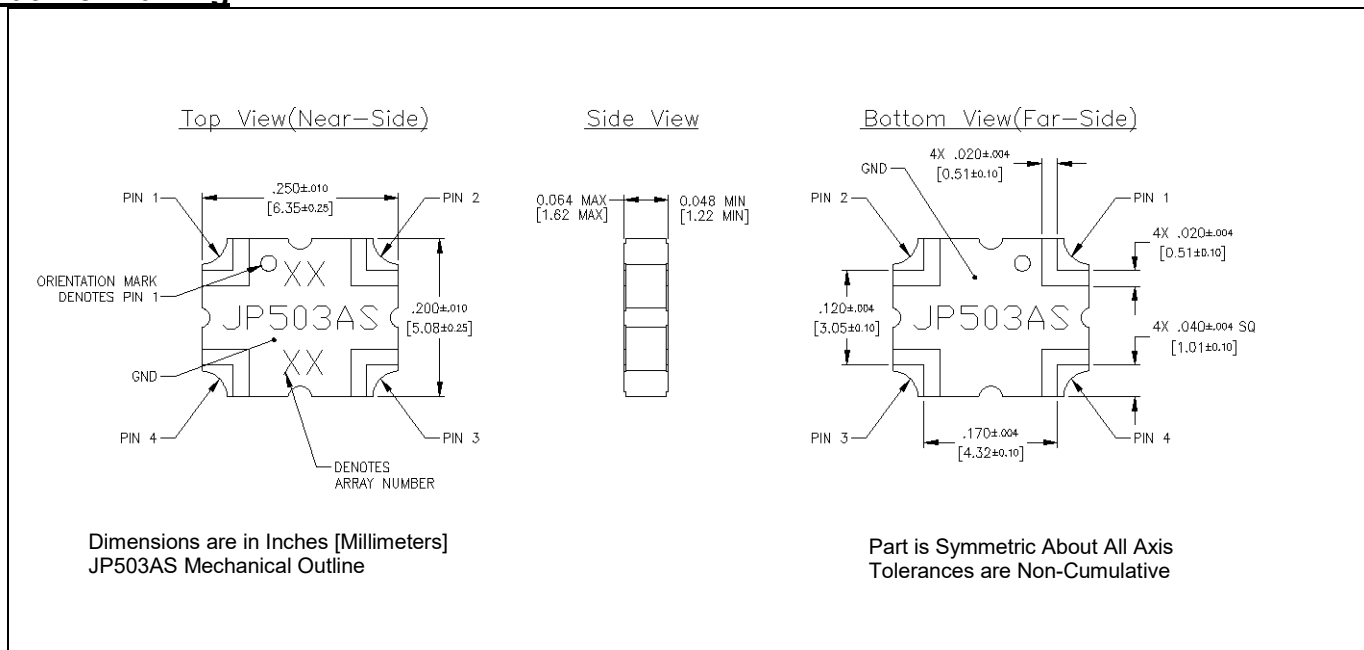 Top View(Near-Side)
Side View
Bottom View(Far-Side)
PIN 1
.250±.010
[6.35±0.25]
PIN 2
ORIENTATION MARK
DENOTES PIN 1
XX
JP503AS
XX
.200±.010
[5.08±0.25]
GND
PIN 4
PIN 3
DENOTES
ARRAY NUMBER
0.064 MAX
[1.62 MAX]
0.048 MIN
[1.22 MIN]
4X .020±.004
[0.51±0.10]
GND
PIN 2
PIN 1
4X .020±.004
[0.51±0.10]
.120±.004
[3.05±0.10]
JP503AS
4X .040±.004 SQ
[1.01±0.10]
PIN 3
.170±.004
[4.32±0.10]
PIN 4
Dimensions are in Inches [Millimeters]
JP503AS Mechanical Outline
Part is Symmetric About All Axis
Tolerances are Non-Cumulative